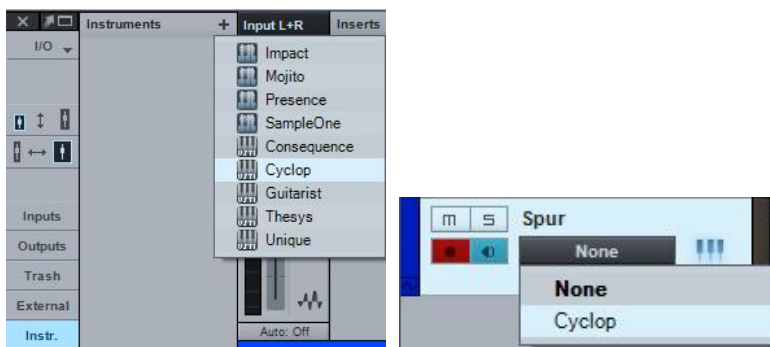 Instruments + Input L+R Inserts
I/O
Impact
Mojito
Presence
SampleOne
Consequence
Cyclop
Guitarist
Thesys
Unique
Inputs
Outputs
Trash
External
Instr.
Auto: Off
m s Spur
None
None
Cyclop